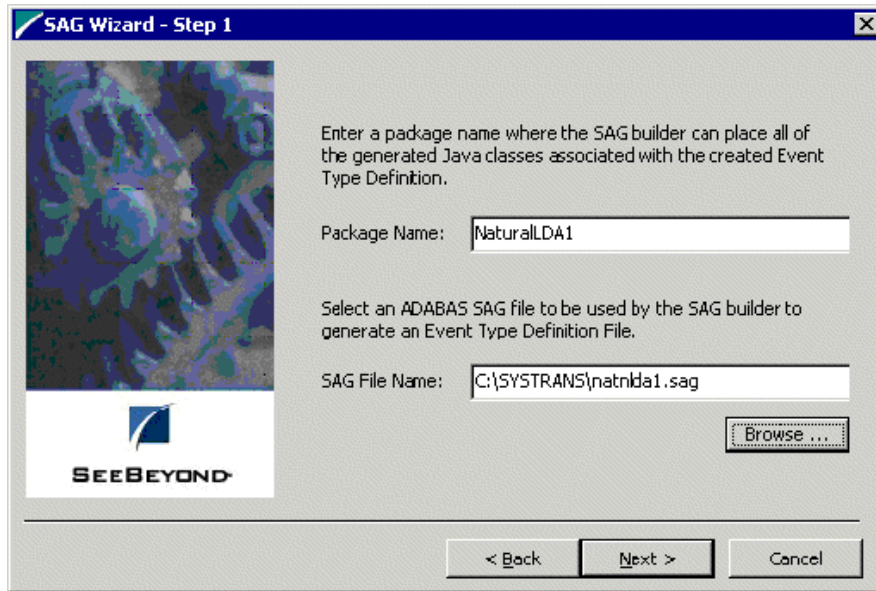 SAG Wizard - Step 1
Enter a package name where the SAG builder can place all of
the generated Java classes associated with the created Event
Type Definition.
Package Name:
NaturalLDA1
Select an ADABAS SAG file to be used by the SAG builder to
generate an Event Type Definition File.
SAG File Name:
C:\SYSTRANS\natnlda1.sag
Browse ...
SEEBEYOND
< Back
Next >
Cancel